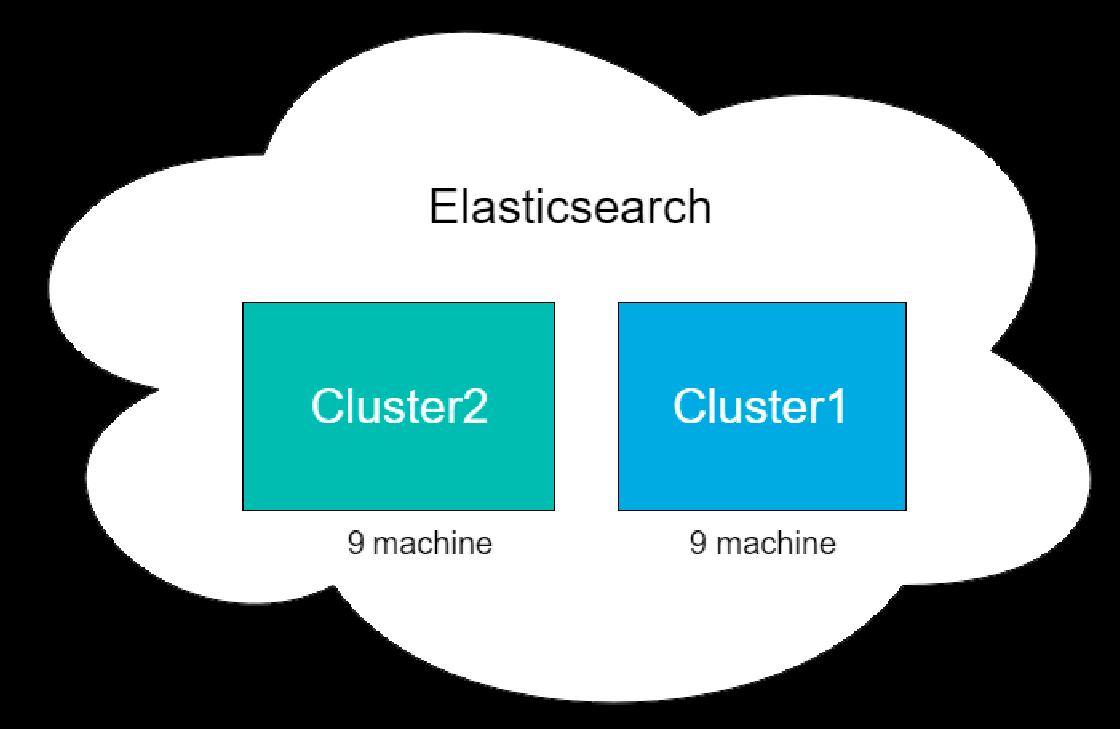 Elasticsearch
Cluster2
Cluster1
9 machine
9 machine